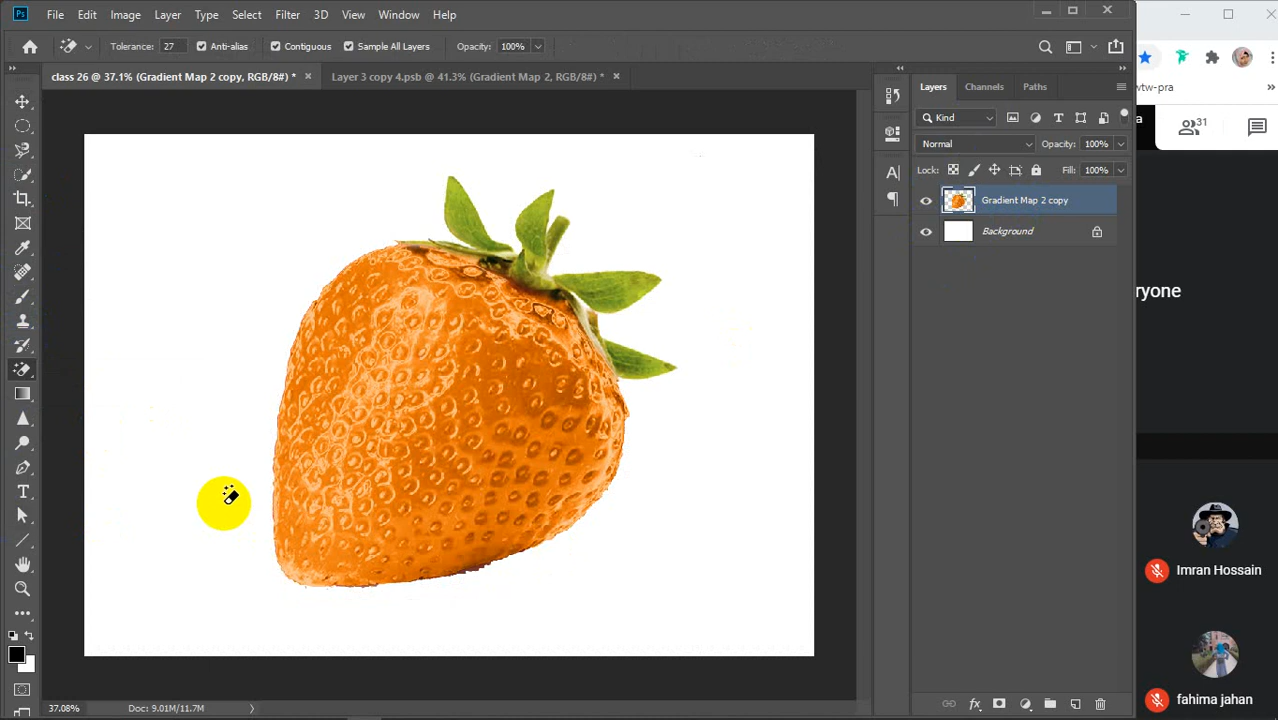 Ps File Edit Image Layer Type Select Filter 3D View Window Help
Tolerance: 27 Anti-alias Contiguous Sample All Layers Opacity: 100%
class 26 @ 37.1% (Gradient Map 2 copy, RGB/8#) * × Layer 3 copy 4.psb @ 41.3% (Gradient Map 2, RGB/8#) * ×
Layers Channels Paths
Kind
Normal Opacity: 100%
Lock: Fill: 100%
Gradient Map 2 copy
Background
37.08% Doc: 9.01M/11.7M
wtw-pra
31
a
ryone
Imran Hossain
fahima jahan